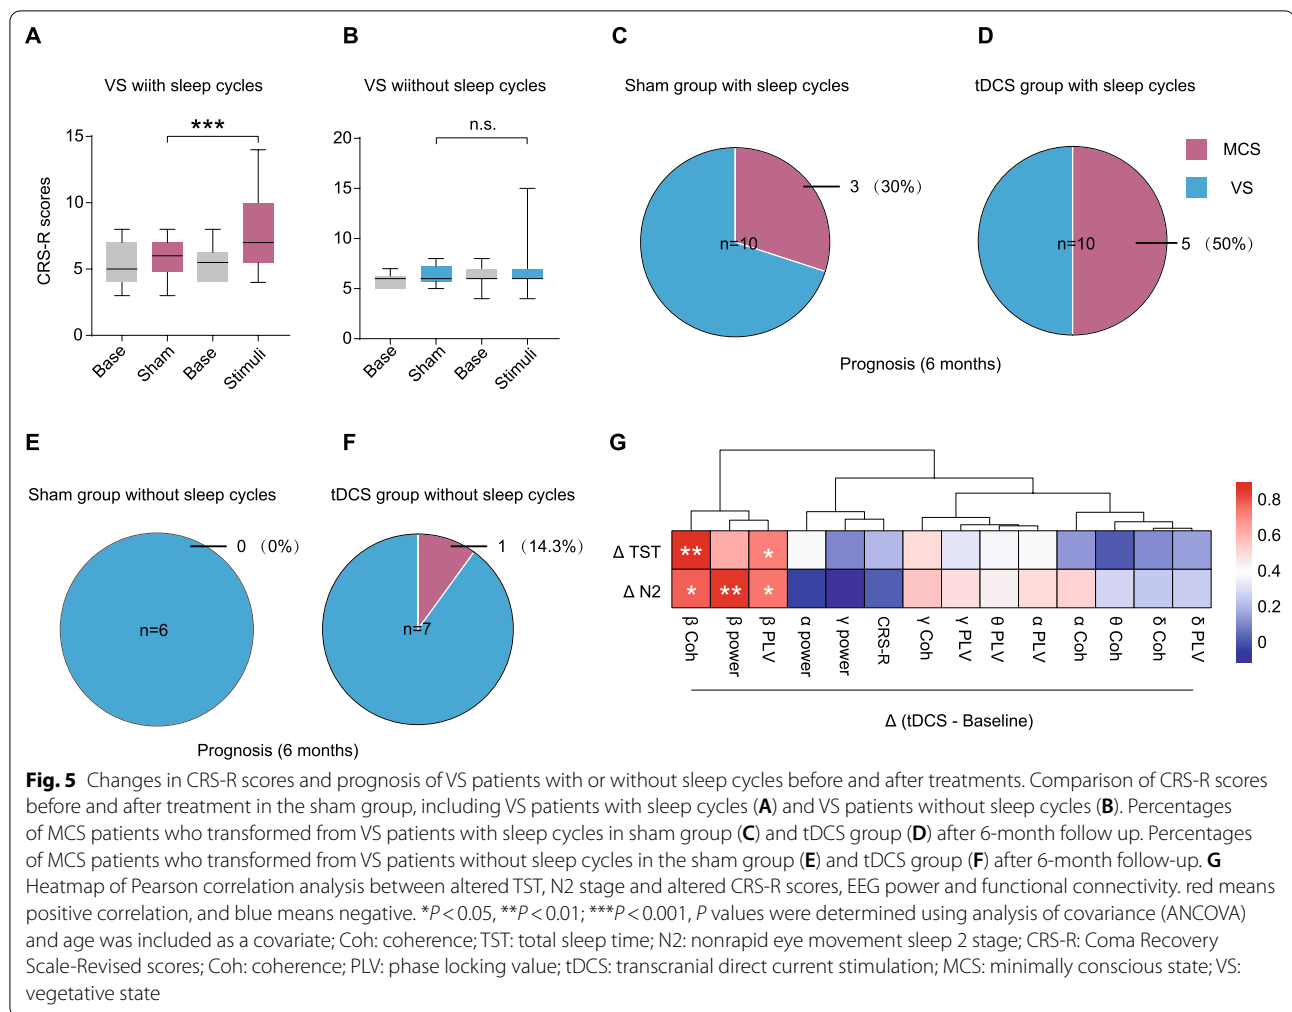 A
VS wiith sleep cycles
***
CRS-R scores
15
10
5
0
Base
Sham
Base
Stimuli
B
VS wiithout sleep cycles
n.s.
20
15
10
5
0
Base
Sham
Base
Stimuli
C
Sham group with sleep cycles
3 (30%)
n=10
D
tDCS group with sleep cycles
MCS
VS
n=10
5 (50%)
Prognosis (6 months)
E
Sham group without sleep cycles
0 (0%)
n=6
F
tDCS group without sleep cycles
1 (14.3%)
n=7
Prognosis (6 months)
G
Δ TST
** *
Δ N2
* ** *
β Coh
β power
β PLV
α power
γ power
CRS-R
γ Coh
γ PLV
θ PLV
α PLV
α Coh
θ Coh
δ Coh
δ PLV
0.8
0.6
0.4
0.2
0
Δ (tDCS - Baseline)
Fig. 5 Changes in CRS-R scores and prognosis of VS patients with or without sleep cycles before and after treatments. Comparison of CRS-R scores
before and after treatment in the sham group, including VS patients with sleep cycles (A) and VS patients without sleep cycles (B). Percentages
of MCS patients who transformed from VS patients with sleep cycles in sham group (C) and tDCS group (D) after 6-month follow up. Percentages
of MCS patients who transformed from VS patients without sleep cycles in the sham group (E) and tDCS group (F) after 6-month follow-up. G
Heatmap of Pearson correlation analysis between altered TST, N2 stage and altered CRS-R scores, EEG power and functional connectivity. red means
positive correlation, and blue means negative. *P < 0.05, **P < 0.01; ***P < 0.001, P values were determined using analysis of covariance (ANCOVA)
and age was included as a covariate; Coh: coherence; TST: total sleep time; N2: nonrapid eye movement sleep 2 stage; CRS-R: Coma Recovery
Scale-Revised scores; Coh: coherence; PLV: phase locking value; tDCS: transcranial direct current stimulation; MCS: minimally conscious state; VS:
vegetative state